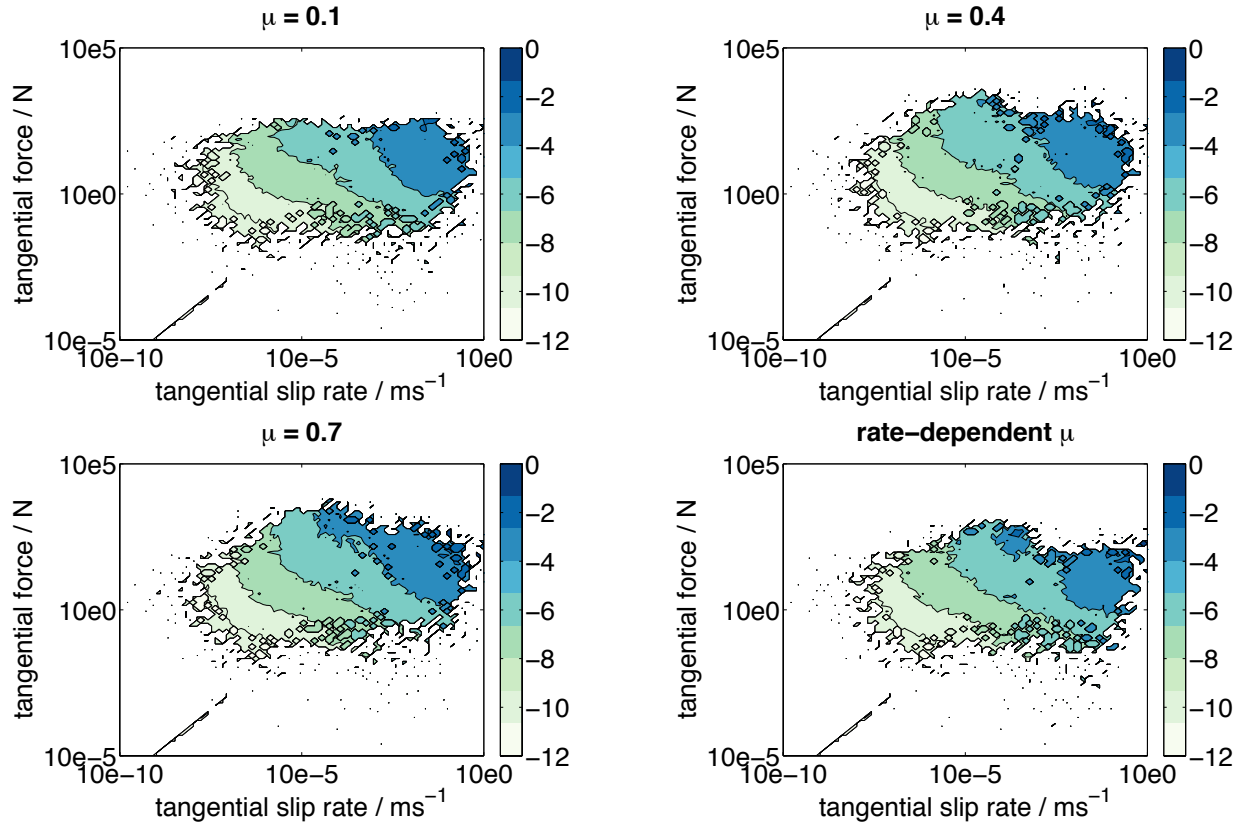 μ = 0.1
10e5
10e0
10e−5
10e−10
10e−5
10e0
tangential force / N
tangential slip rate / ms⁻¹
0
−2
−4
−6
−8
−10
−12
μ = 0.4
10e5
10e0
10e−5
10e−10
10e−5
10e0
tangential force / N
tangential slip rate / ms⁻¹
0
−2
−4
−6
−8
−10
−12
μ = 0.7
10e5
10e0
10e−5
10e−10
10e−5
10e0
tangential force / N
tangential slip rate / ms⁻¹
0
−2
−4
−6
−8
−10
−12
rate−dependent μ
10e5
10e0
10e−5
10e−10
10e−5
10e0
tangential force / N
tangential slip rate / ms⁻¹
0
−2
−4
−6
−8
−10
−12